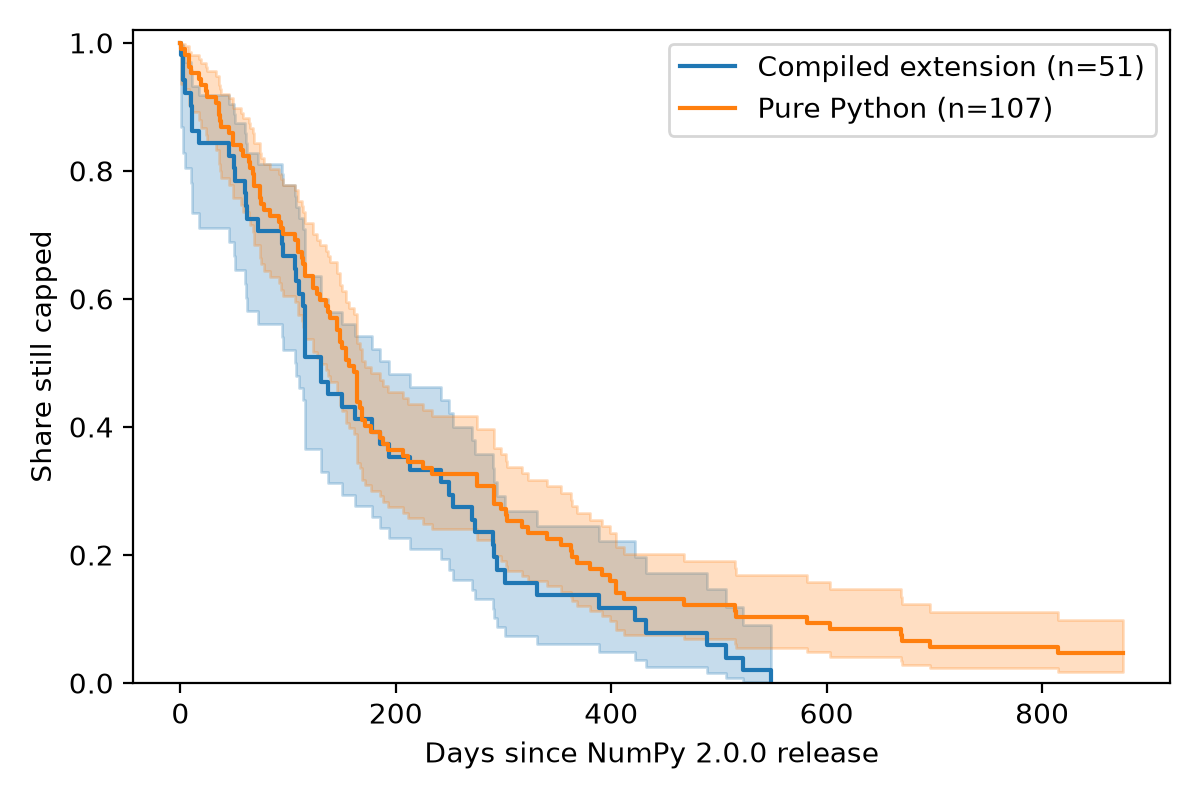 Compiled extension (n=51)
Pure Python (n=107)
Share still capped
1.0
0.8
0.6
0.4
0.2
0.0
0 200 400 600 800
Days since NumPy 2.0.0 release